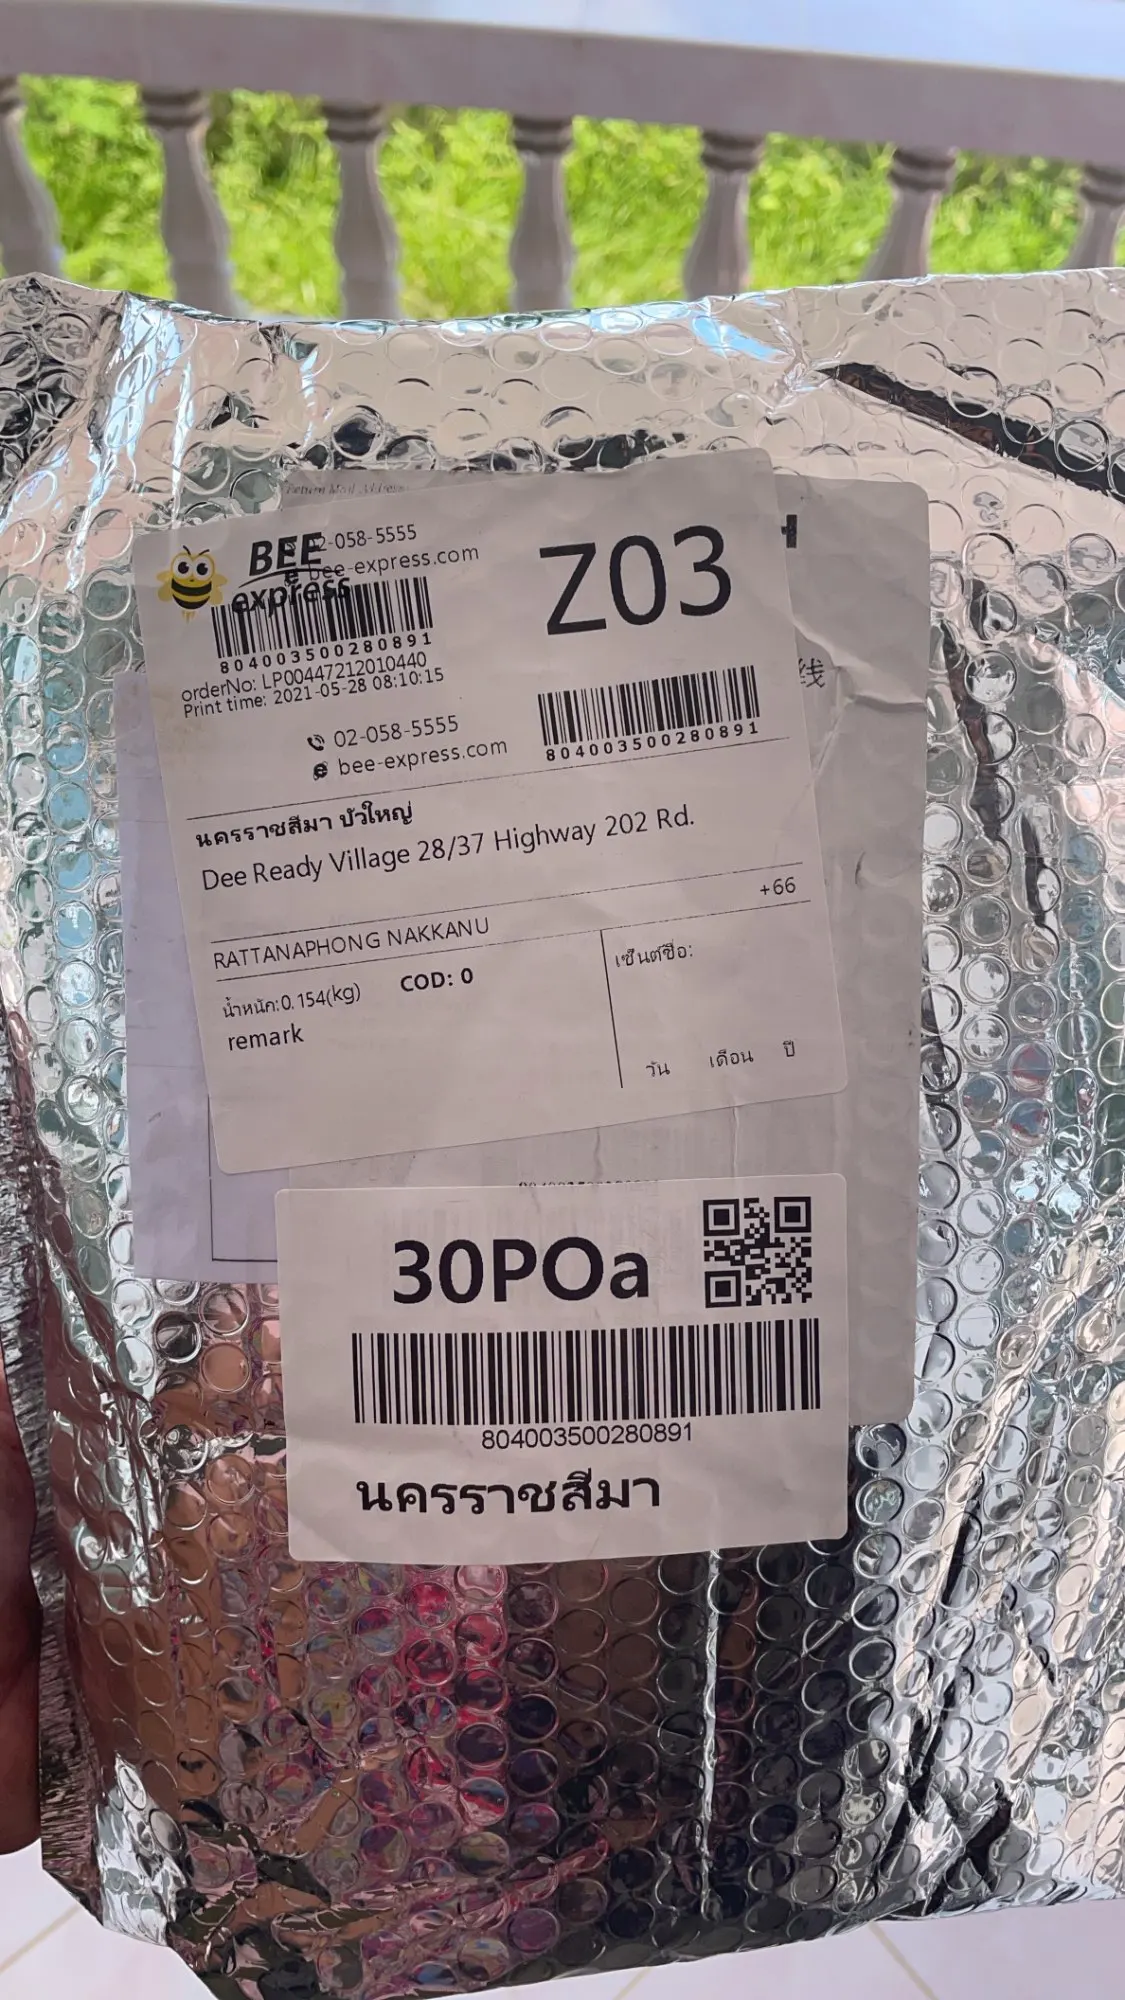 BEE
express
02-058-5555
bee-express.com
Z03
804003500280891
orderNo: LP00447212010440
Print time: 2021-05-28 08:10:15
02-058-5555
bee-express.com
804003500280891
线
นครราชสีมา บัวใหญ่
Dee Ready Village 28/37 Highway 202 Rd.
+66
RATTANAPHONG NAKKANU
น้ำหนัก:0.154(kg)
COD: 0
เซ็นต์ชื่อ:
remark
วัน เดือน ปี
30POa
804003500280891
นครราชสีมา